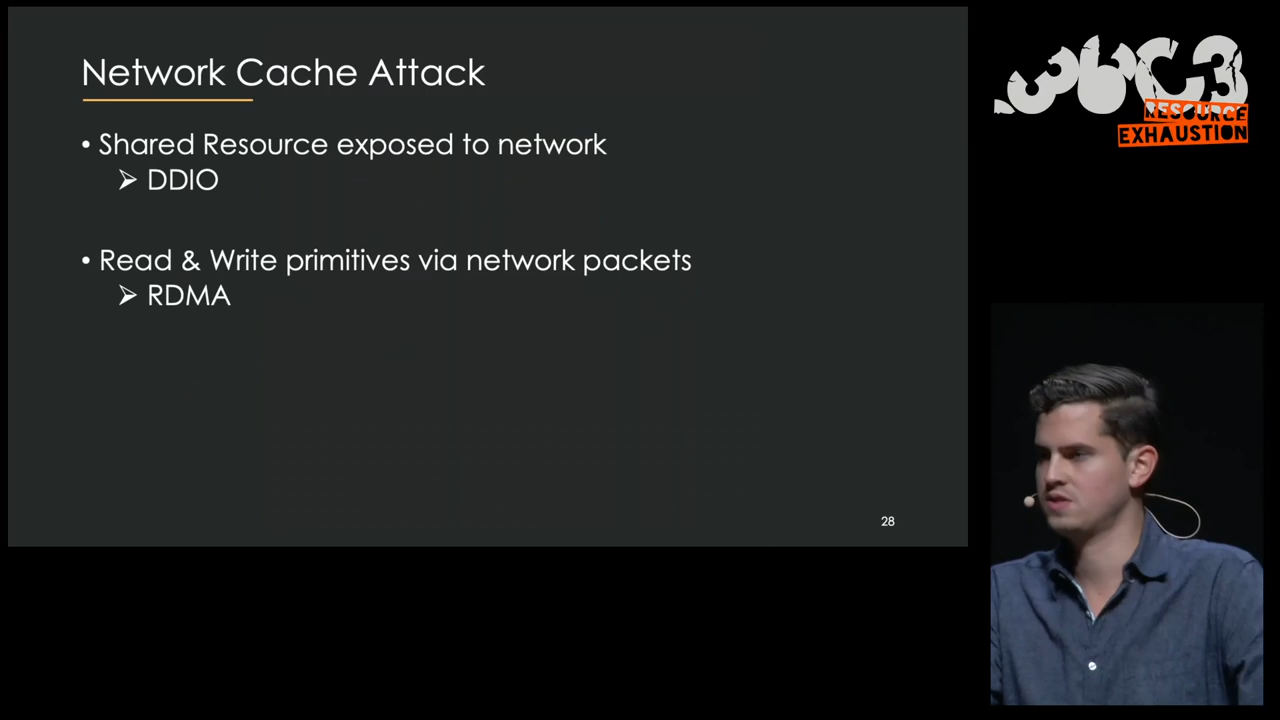 Network Cache Attack
• Shared Resource exposed to network
➢ DDIO
• Read & Write primitives via network packets
➢ RDMA
28
36C3
RESOURCE
EXHAUSTION